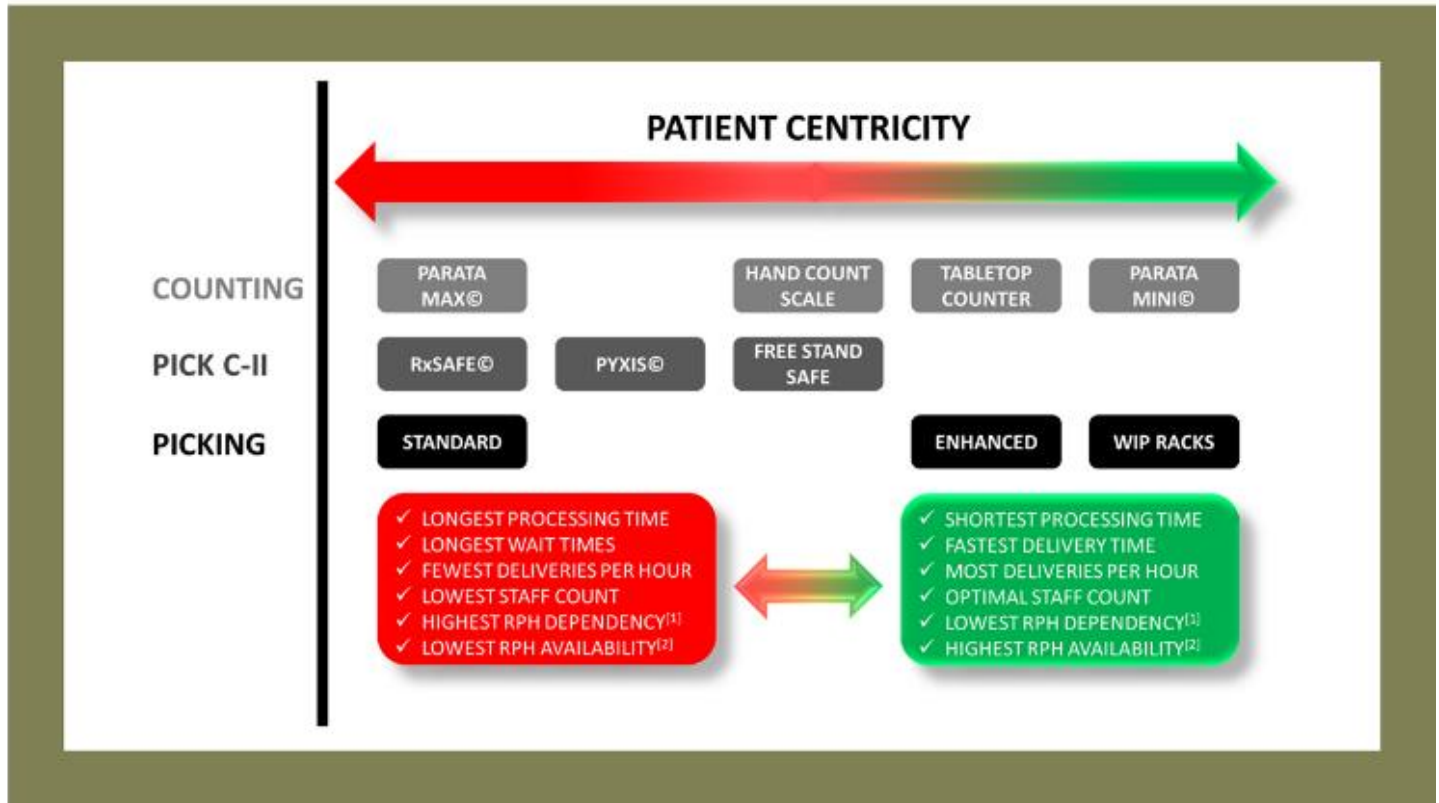 PATIENT CENTRICITY
COUNTING
PARATA
MAX©
HAND COUNT
SCALE
TABLETOP
COUNTER
PARATA
MINI©
PICK C-II
RxSAFE©
PYXIS©
FREE STAND
SAFE
PICKING
STANDARD
ENHANCED
WIP RACKS
✓ LONGEST PROCESSING TIME
✓ LONGEST WAIT TIMES
✓ FEWEST DELIVERIES PER HOUR
✓ LOWEST STAFF COUNT
✓ HIGHEST RPH DEPENDENCY[1]
✓ LOWEST RPH AVAILABILITY[2]
✓ SHORTEST PROCESSING TIME
✓ FASTEST DELIVERY TIME
✓ MOST DELIVERIES PER HOUR
✓ OPTIMAL STAFF COUNT
✓ LOWEST RPH DEPENDENCY[1]
✓ HIGHEST RPH AVAILABILITY[2]